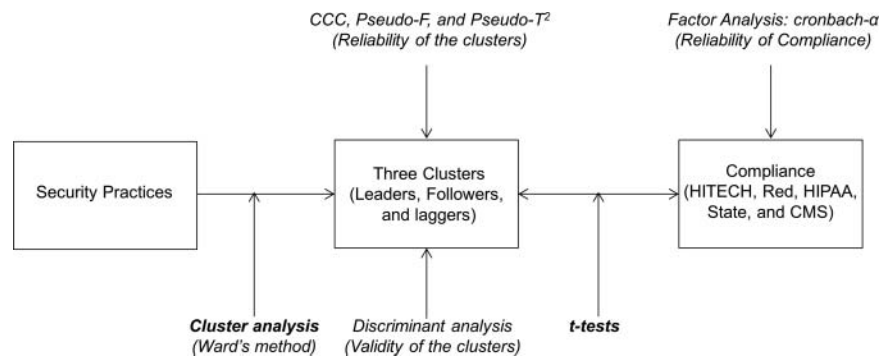 CCC, Pseudo-F, and Pseudo-T²
(Reliability of the clusters)
Factor Analysis: cronbach-α
(Reliability of Compliance)
Security Practices
Three Clusters
(Leaders, Followers,
and laggers)
Compliance
(HITECH, Red, HIPAA,
State, and CMS)
Cluster analysis
(Ward's method)
Discriminant analysis
(Validity of the clusters)
t-tests